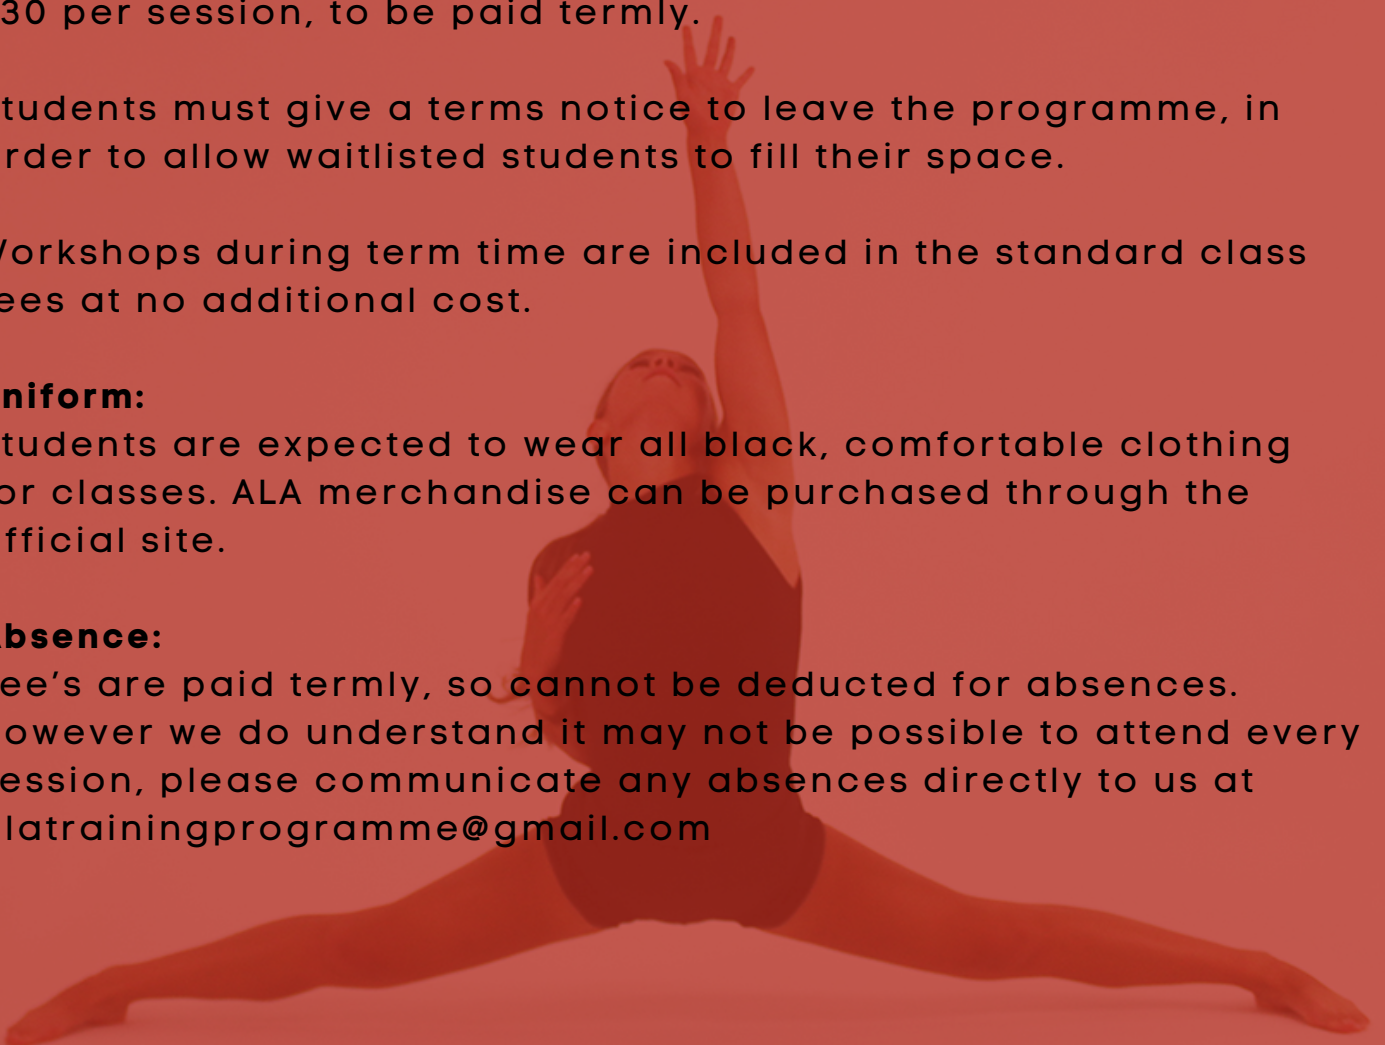 30 per session, to be paid termly.
tudents must give a terms notice to leave the programme, in
rder to allow waitlisted students to fill their space.
orkshops during term time are included in the standard class
ees at no additional cost.
niform:
tudents are expected to wear all black, comfortable clothing
or classes. ALA merchandise can be purchased through the
fficial site.
bsence:
ee's are paid termly, so cannot be deducted for absences.
owever we do understand it may not be possible to attend every
ession, please communicate any absences directly to us at
latrainingprogramme@gmail.com